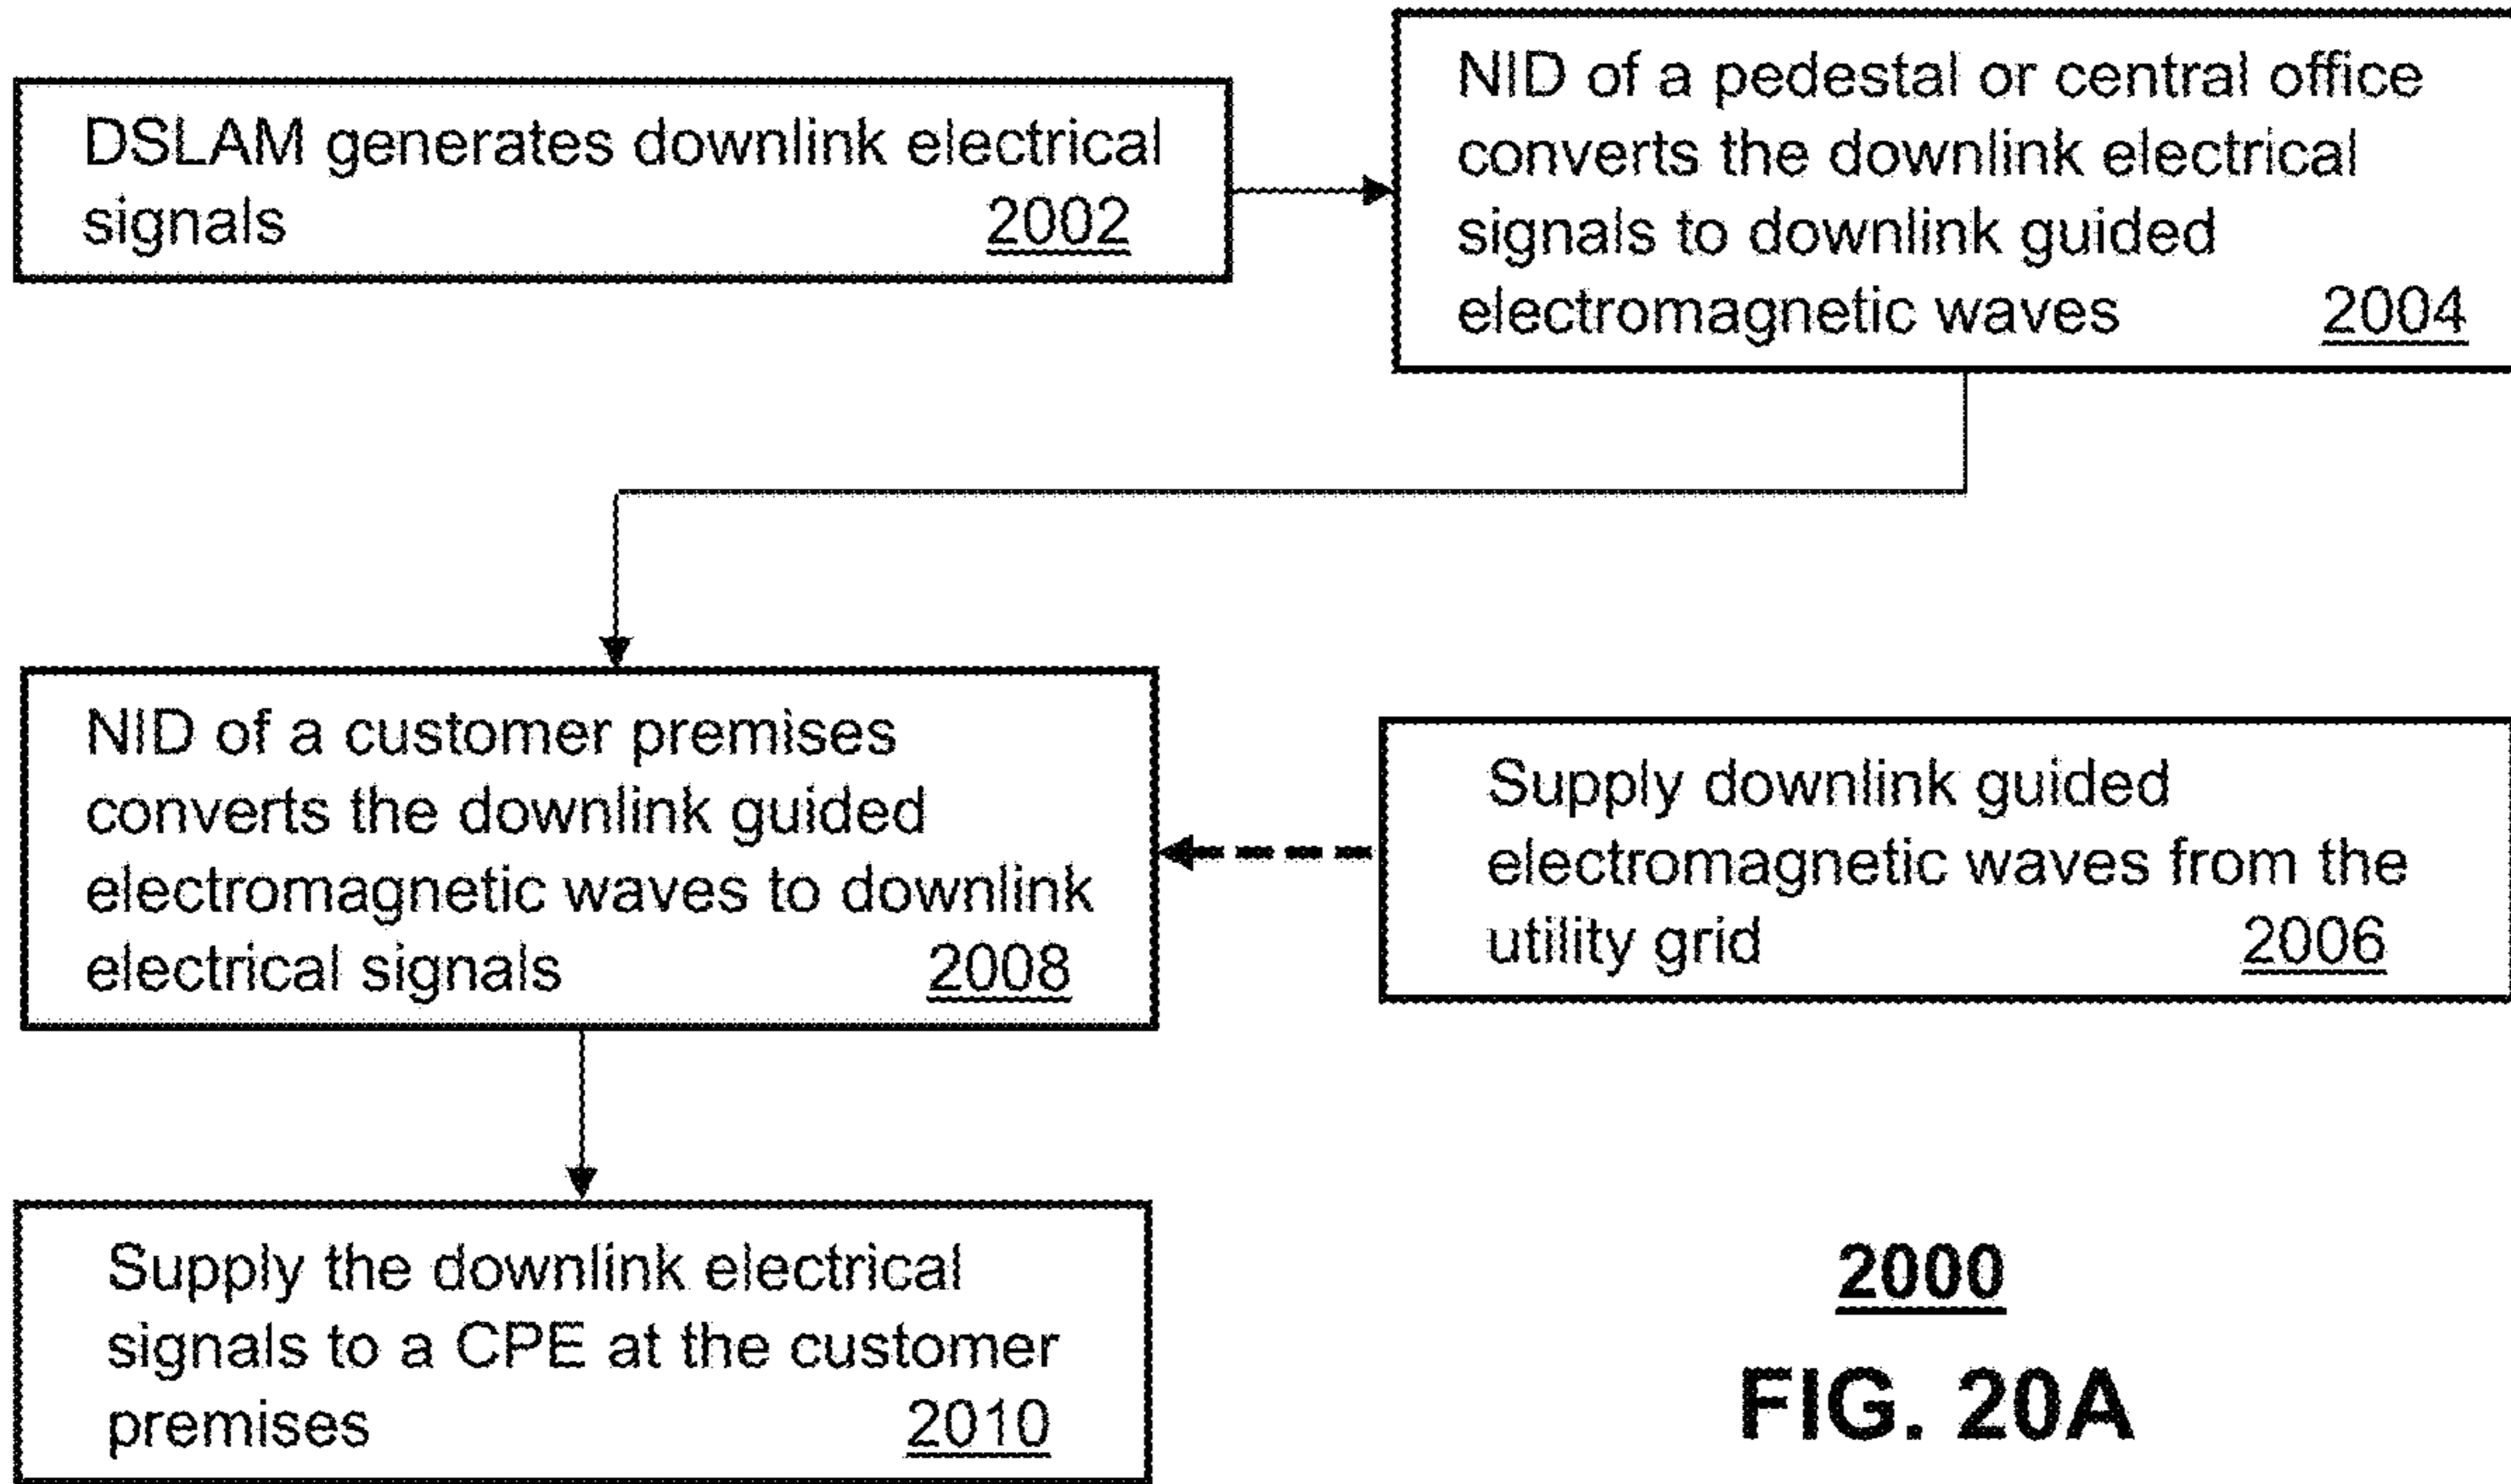 DSLAM generates downlink electrical
signals 2002
NID of a pedestal or central office
converts the downlink electrical
signals to downlink guided
electromagnetic waves 2004
NID of a customer premises
converts the downlink guided
electromagnetic waves to downlink
electrical signals 2008
Supply downlink guided
electromagnetic waves from the
utility grid 2006
Supply the downlink electrical
signals to a CPE at the customer
premises 2010
2000
FIG. 20A